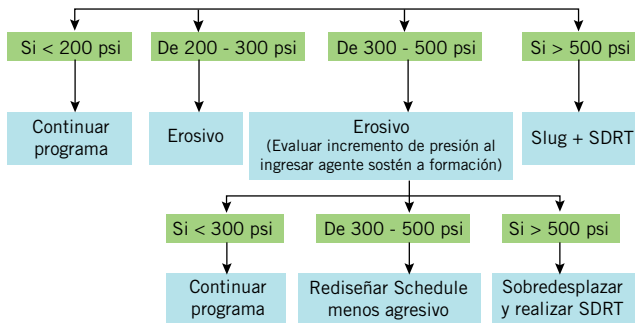 Si < 200 psi
De 200 - 300 psi
De 300 - 500 psi
Si > 500 psi
Continuar
programa
Erosivo
Erosivo
(Evaluar incremento de presión al
ingresar agente sostén a formación)
Slug + SDRT
Si < 300 psi
De 300 - 500 psi
Si > 500 psi
Continuar
programa
Rediseñar Schedule
menos agresivo
Sobredesplazar
y realizar SDRT